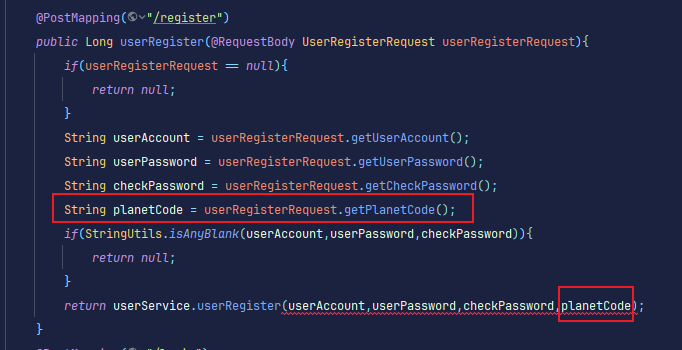 @PostMapping("/register")
public Long userRegister(@RequestBody UserRegisterRequest userRegisterRequest){
if(userRegisterRequest == null){
return null;
}
String userAccount = userRegisterRequest.getUserAccount();
String userPassword = userRegisterRequest.getUserPassword();
String checkPassword = userRegisterRequest.getCheckPassword();
String planetCode = userRegisterRequest.getPlanetCode();
if(StringUtils.isAnyBlank(userAccount,userPassword,checkPassword)){
return null;
}
return userService.userRegister(userAccount,userPassword,checkPassword,planetCode);
}